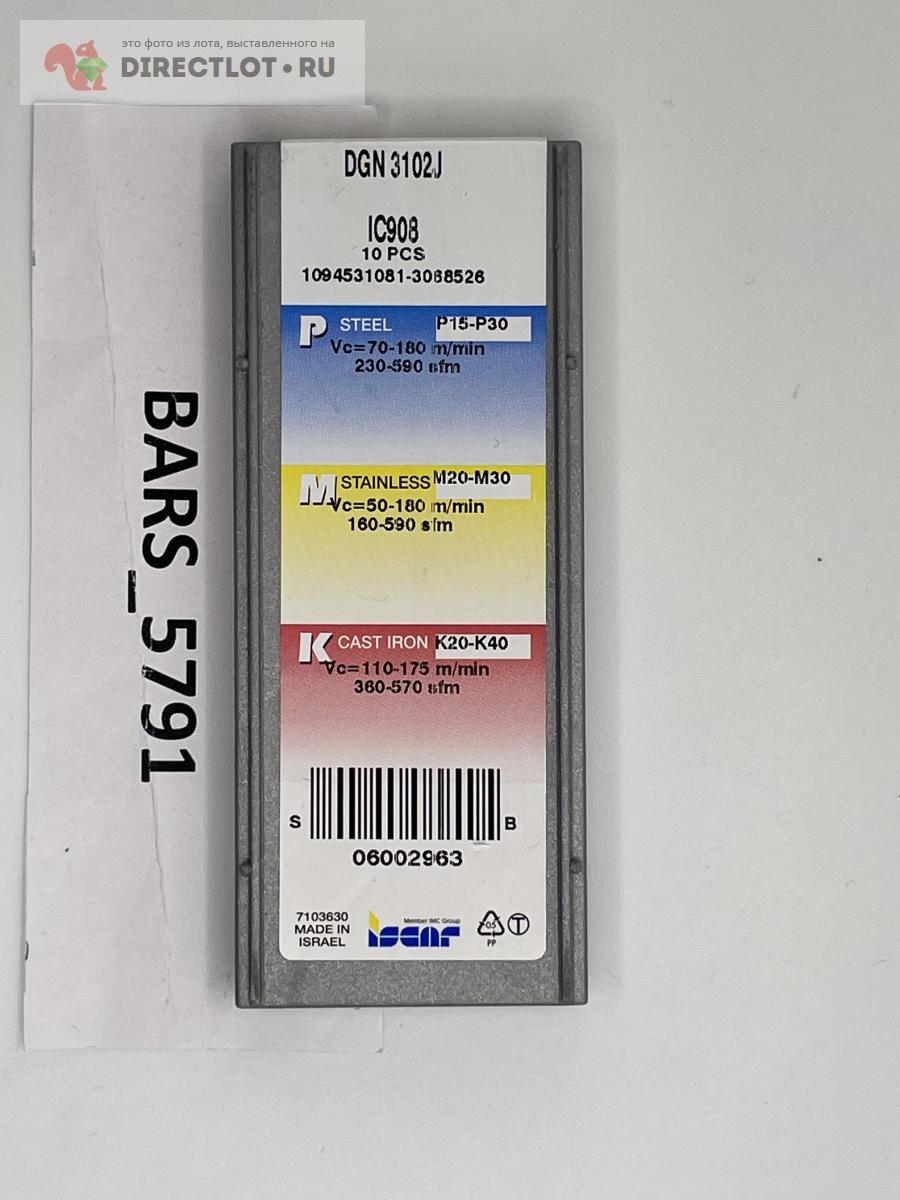 это фото из лота, выставленного на
DIRECTLOT.RU
DGN 3102J
IC908
10 PCS
1094531081-3068526
P STEEL P15-P30
Vc=70-180 m/min
230-590 sfm
M STAINLESS M20-M30
Vc=50-180 m/min
160-590 sfm
K CAST IRON K20-K40
Vc=110-175 m/min
360-570 sfm
S B
06002963
7103630
MADE IN
ISRAEL
Member IMC Group
iscar
05
PP
T
BARS_5791